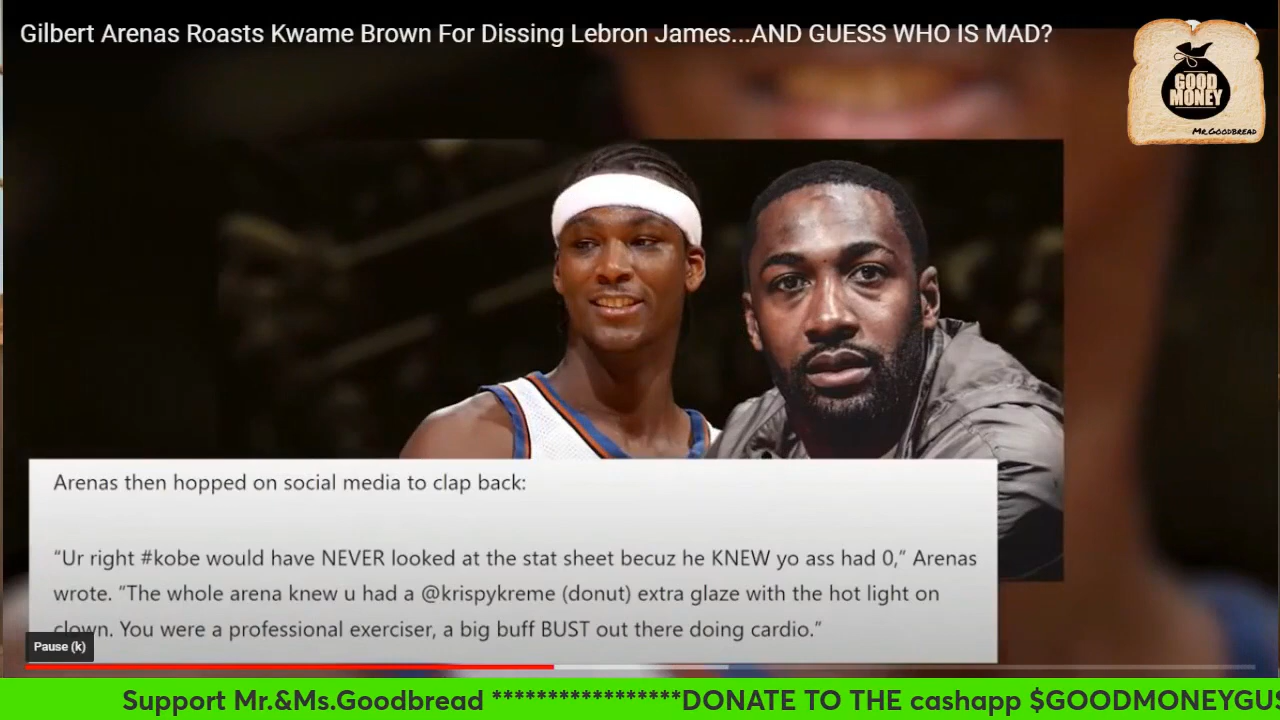 Gilbert Arenas Roasts Kwame Brown For Dissing Lebron James...AND GUESS WHO IS MAD?
GOOD
MONEY
Mr.Goodbread
Arenas then hopped on social media to clap back:
“Ur right #kobe would have NEVER looked at the stat sheet becuz he KNEW yo ass had 0,” Arenas
wrote. “The whole arena knew u had a @krispykreme (donut) extra glaze with the hot light on
clown. You were a professional exerciser, a big buff BUST out there doing cardio.”
Pause (k)
Support Mr.&Ms.Goodbread *****************DONATE TO THE cashapp $GOODMONEYGUS